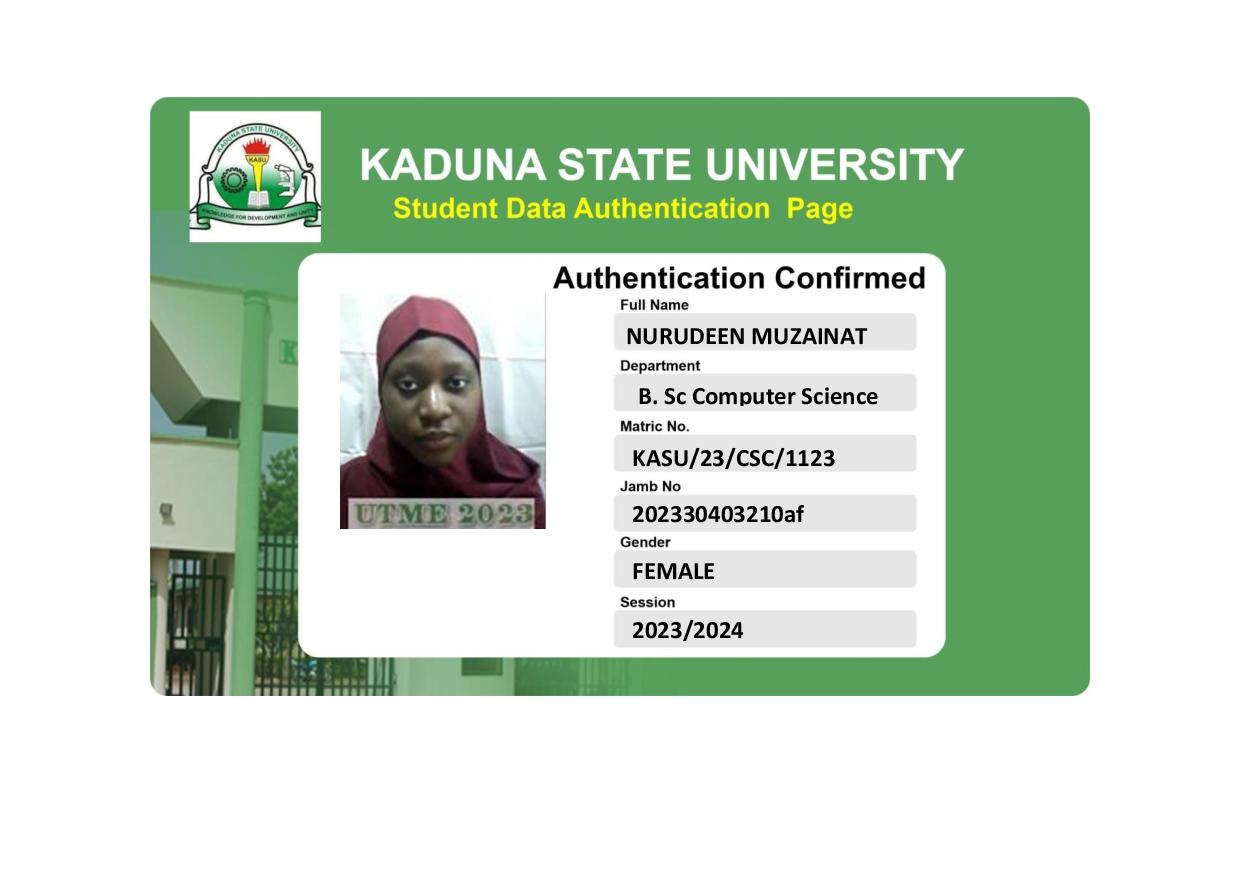 KADUNA STATE UNIVERSITY
KASU
KNOWLEDGE FOR DEVELOPMENT AND UNITY
KADUNA STATE UNIVERSITY
Student Data Authentication Page
Authentication Confirmed
Full Name
NURUDEEN MUZAINAT
Department
B. Sc Computer Science
Matric No.
KASU/23/CSC/1123
Jamb No
202330403210af
Gender
FEMALE
Session
2023/2024
UTME 2023
K